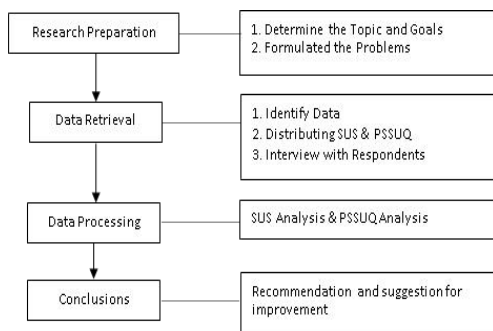 Research Preparation
1. Determine the Topic and Goals
2. Formulated the Problems
Data Retrieval
1. Identify Data
2. Distributing SUS & PSSUQ
3. Interview with Respondents
Data Processing
SUS Analysis & PSSUQ Analysis
Conclusions
Recommendation and suggestion for
improvement